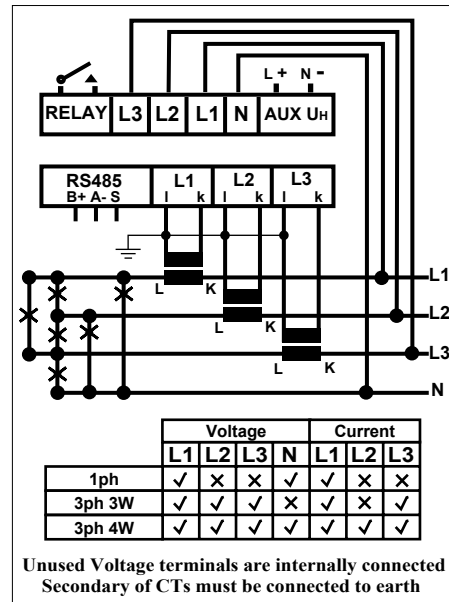 L + N -
RELAY L3 L2 L1 N AUX UH
RS485 L1 L2 L3
B+ A- S l k l k l k
L K L1
L K L2
L K L3
N
Voltage Current
L1 L2 L3 N L1 L2 L3
1ph ✓ × × ✓ ✓ × ×
3ph 3W ✓ ✓ ✓ × ✓ × ✓
3ph 4W ✓ ✓ ✓ ✓ ✓ ✓ ✓
Unused Voltage terminals are internally connected
Secondary of CTs must be connected to earth